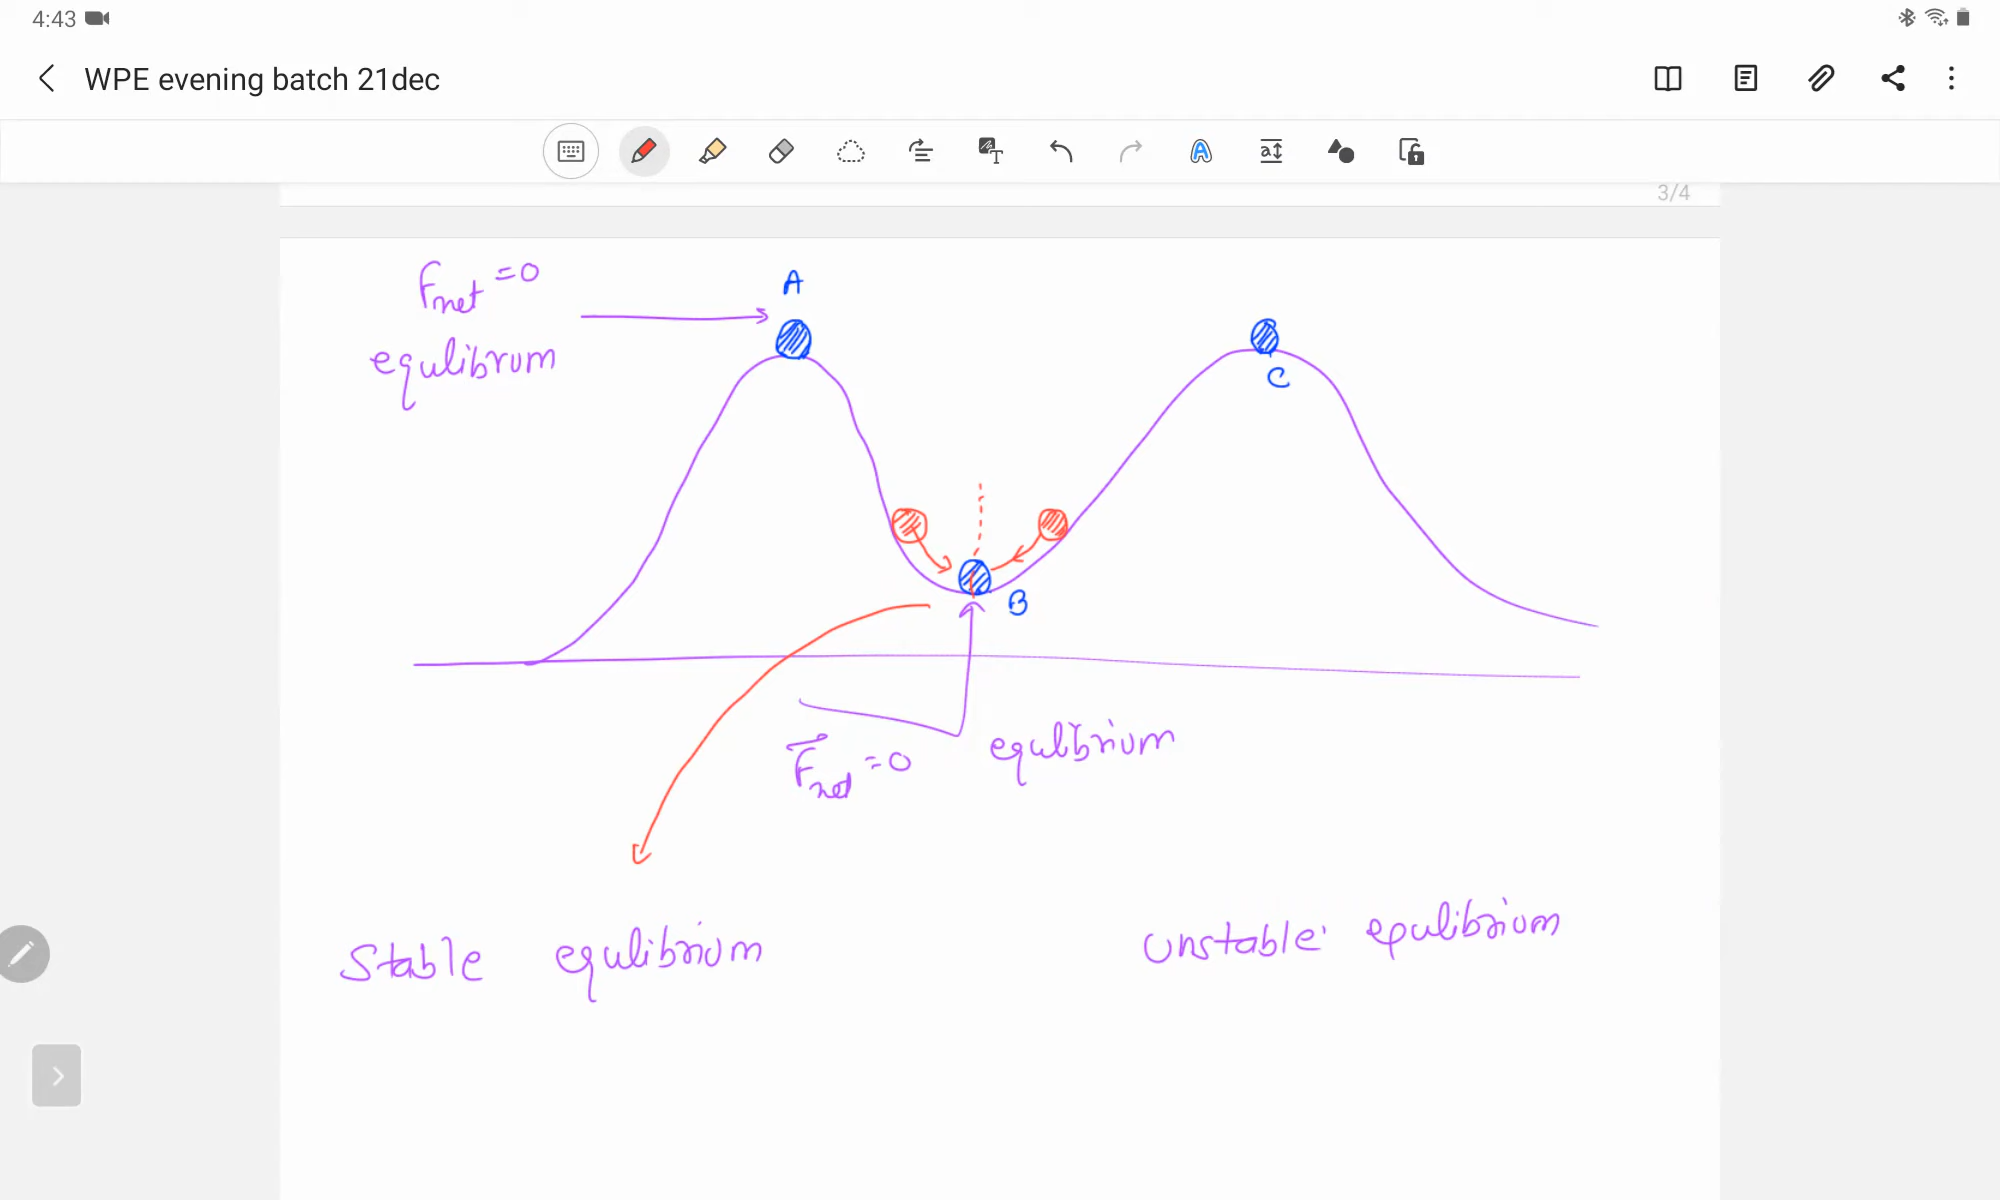 4:43
WPE evening batch 21dec
3/4
Fnet =0
equlibrum
A
C
B
Fnet =0
equlibrium
Stable equlibrium
Unstable equlibrium